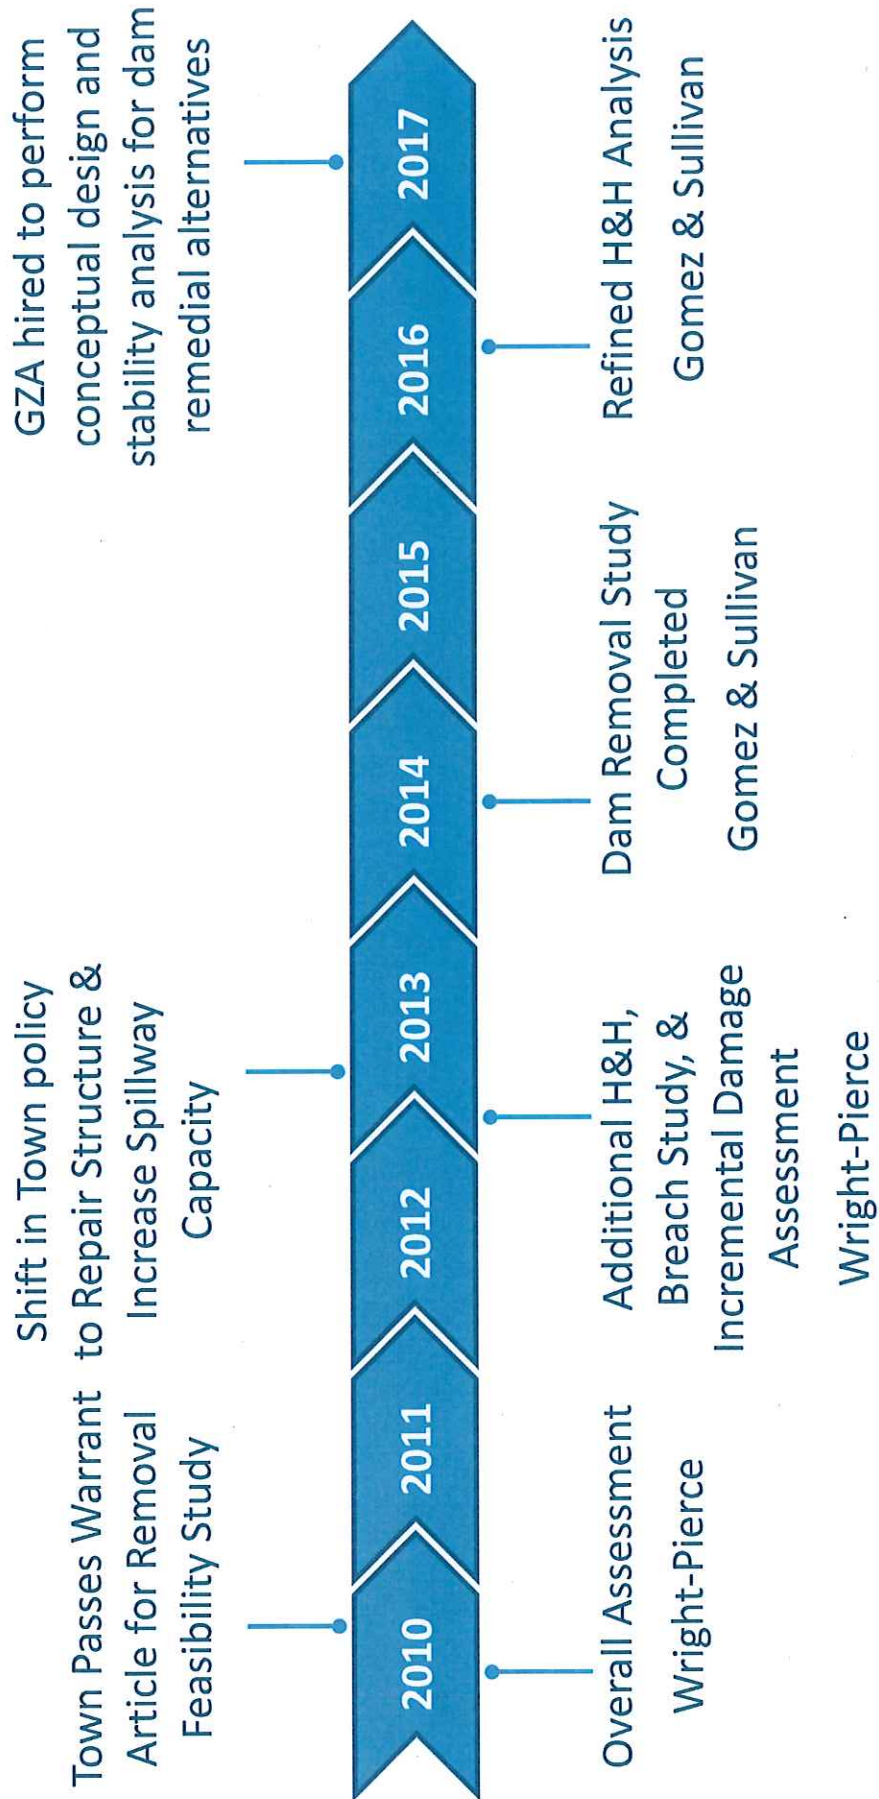 Town Passes Warrant
Article for Removal
Feasibility Study
Shift in Town policy
to Repair Structure &
Increase Spillway
Capacity
GZA hired to perform
conceptual design and
stability analysis for dam
remedial alternatives
2010
2011
2012
2013
2014
2015
2016
2017
Overall Assessment
Wright-Pierce
Additional H&H,
Breach Study, &
Incremental Damage
Assessment
Wright-Pierce
Dam Removal Study
Completed
Gomez & Sullivan
Refined H&H Analysis
Gomez & Sullivan